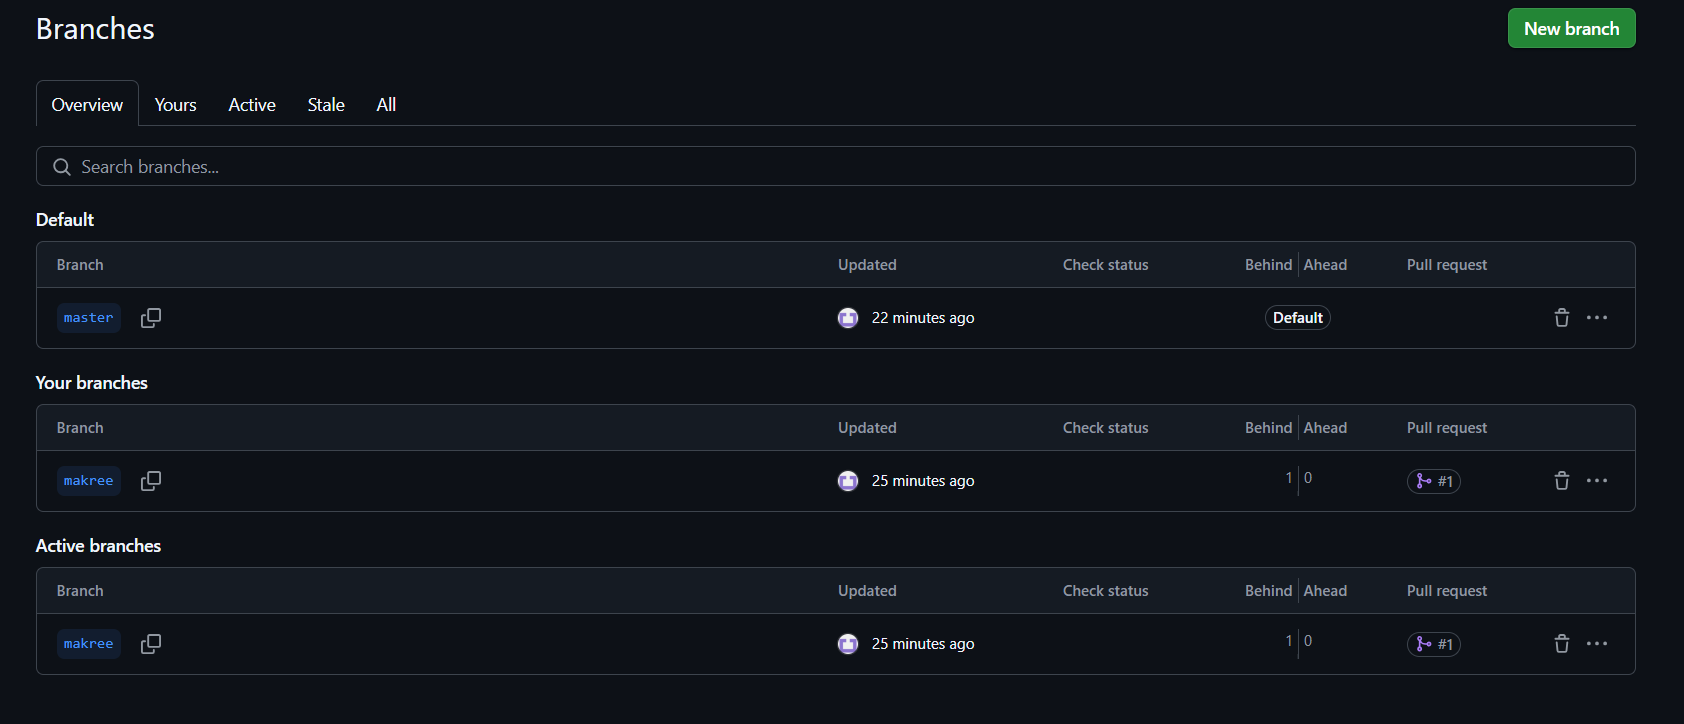 Branches
New branch
Overview Yours Active Stale All
Search branches...
Default
Branch Updated Check status Behind Ahead Pull request
master 22 minutes ago Default
Your branches
Branch Updated Check status Behind Ahead Pull request
makree 25 minutes ago 1 0 #1
Active branches
Branch Updated Check status Behind Ahead Pull request
makree 25 minutes ago 1 0 #1